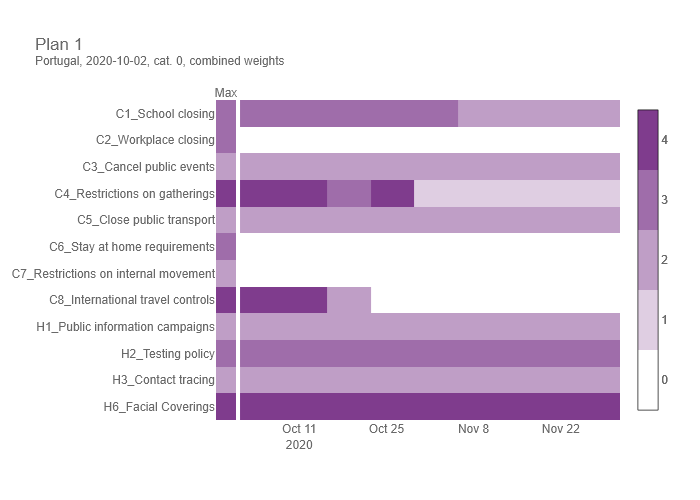 Plan 1
Portugal, 2020-10-02, cat. 0, combined weights
Max
C1_School closing
C2_Workplace closing
C3_Cancel public events
C4_Restrictions on gatherings
C5_Close public transport
C6_Stay at home requirements
C7_Restrictions on internal movement
C8_International travel controls
H1_Public information campaigns
H2_Testing policy
H3_Contact tracing
H6_Facial Coverings
Oct 11 Oct 25 Nov 8 Nov 22
2020
4
3
2
1
0